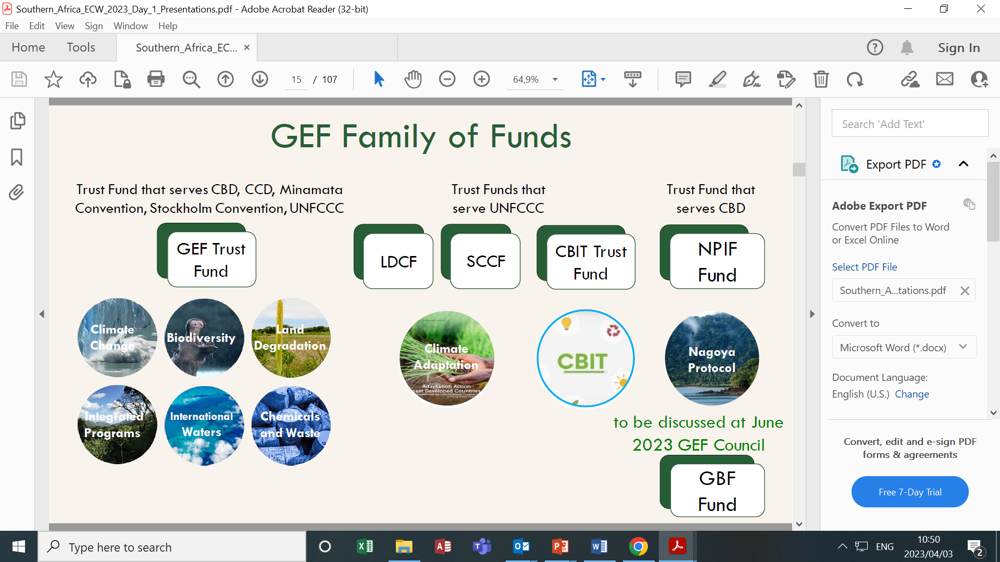 Southern_Africa_ECW_2023_Day_1_Presentations.pdf - Adobe Acrobat Reader (32-bit)
File Edit View Sign Window Help
Home Tools Southern_Africa_EC... × Sign In
15 / 107 64,9%
GEF Family of Funds
Trust Fund that serves CBD, CCD, Minamata
Convention, Stockholm Convention, UNFCCC
Trust Funds that
serve UNFCCC
Trust Fund that
serves CBD
GEF Trust
Fund
LDCF
SCCF
CBIT Trust
Fund
NPIF
Fund
Climate
Change
Biodiversity
Land
Degradation
Integrated
Programs
International
Waters
Chemicals
and Waste
Climate
Adaptation
Adaptation Action
east Developed Countries
CBIT
Nagoya
Protocol
to be discussed at June
2023 GEF Council
GBF
Fund
Search 'Add Text'
Export PDF
Adobe Export PDF
Convert PDF Files to Word
or Excel Online
Select PDF File
Southern_A...tations.pdf
Convert to
Microsoft Word (*.docx)
Document Language:
English (U.S.) Change
Convert, edit and e-sign PDF
forms & agreements
Free 7-Day Trial
Type here to search
ENG
10:50
2023/04/03
2